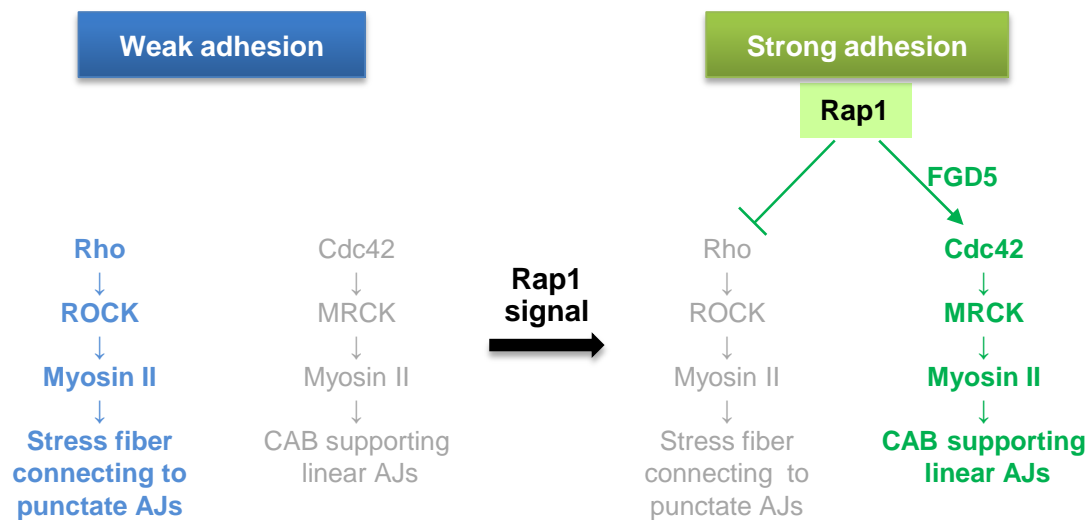 Weak adhesion
Strong adhesion
Rap1
FGD5
Rho
↓
ROCK
↓
Myosin II
↓
Stress fiber
connecting to
punctate AJs
Cdc42
↓
MRCK
↓
Myosin II
↓
CAB supporting
linear AJs
Rap1
signal
Rho
↓
ROCK
↓
Myosin II
↓
Stress fiber
connecting to
punctate AJs
Cdc42
↓
MRCK
↓
Myosin II
↓
CAB supporting
linear AJs